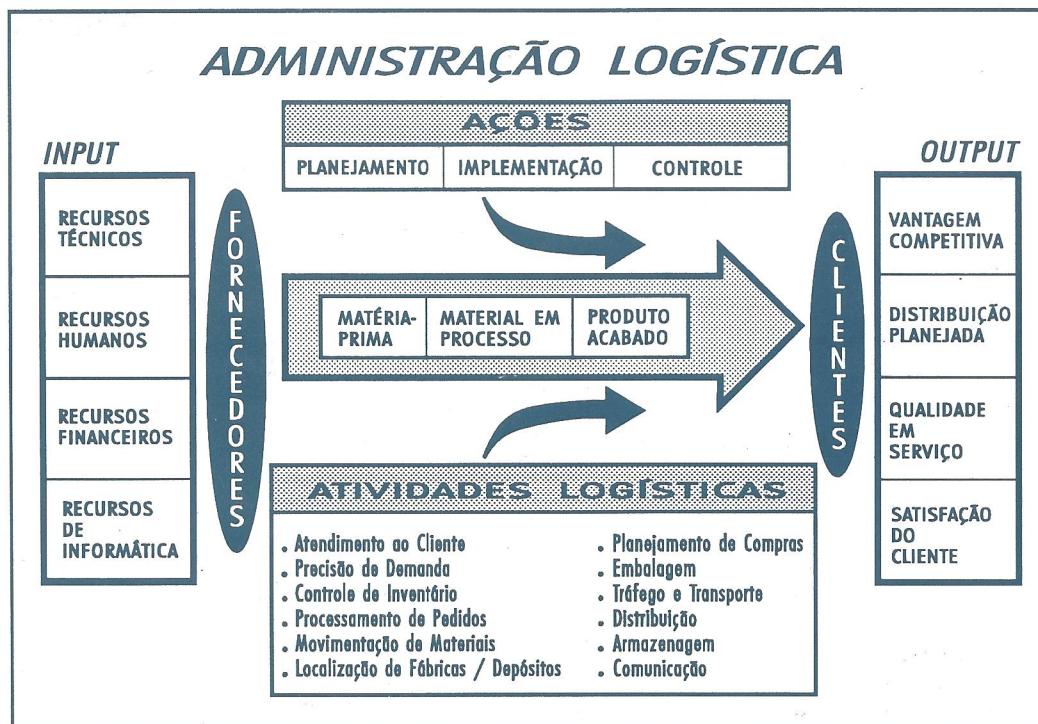 ADMINISTRAÇÃO LOGÍSTICA
AÇÕES
PLANEJAMENTO
IMPLEMENTAÇÃO
CONTROLE
INPUT
RECURSOS
TÉCNICOS
RECURSOS
HUMANOS
RECURSOS
FINANCEIROS
RECURSOS
DE
INFORMÁTICA
FORNECEDORES
MATÉRIA-
PRIMA
MATERIAL EM
PROCESSO
PRODUTO
ACABADO
CLIENTES
OUTPUT
VANTAGEM
COMPETITIVA
DISTRIBUIÇÃO
PLANEJADA
QUALIDADE
EM
SERVIÇO
SATISFAÇÃO
DO
CLIENTE
ATIVIDADES LOGÍSTICAS
. Atendimento ao Cliente
. Precisão de Demanda
. Controle de Inventário
. Processamento de Pedidos
. Movimentação de Materiais
. Localização de Fábricas / Depósitos
. Planejamento de Compras
. Embalagem
. Tráfego e Transporte
. Distribuição
. Armazenagem
. Comunicação